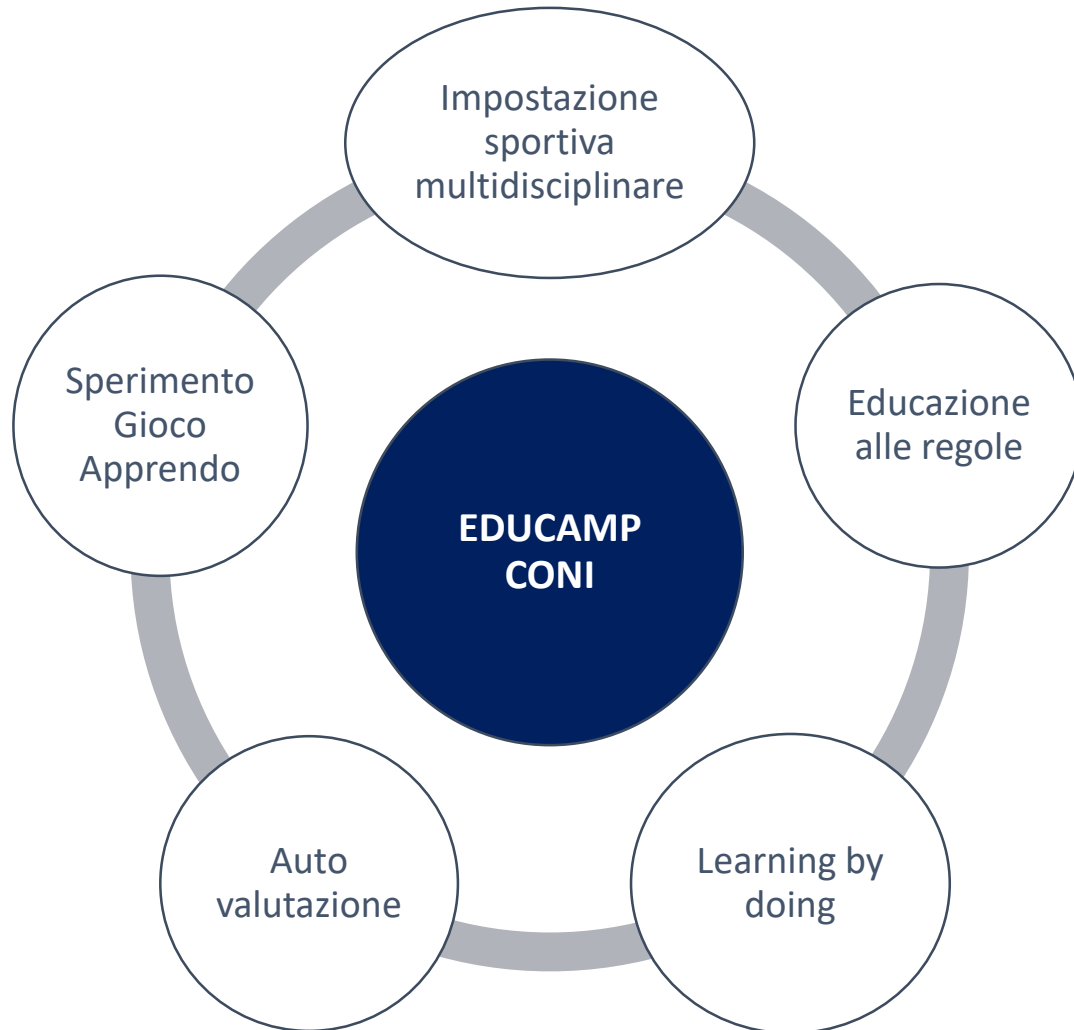 Impostazione
sportiva
multidisciplinare
Educazione
alle regole
Learning by
doing
Auto
valutazione
Sperimento
Gioco
Apprendo
EDUCAMP
CONI